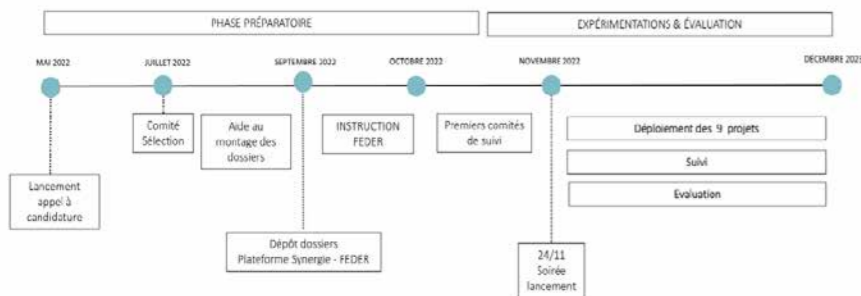 PHASE PRÉPARATOIRE
EXPÉRIMENTATIONS & ÉVALUATION
MAI 2022
JUILLET 2022
SEPTEMBRE 2022
OCTOBRE 2022
NOVEMBRE 2022
DÉCEMBRE 2023
Comité
Sélection
Aide au
montage des
dossiers
INSTRUCTION
FEDER
Premiers comités
de suivi
Déploiement des 9 projets
Suivi
Evaluation
Lancement
appel à
candidature
Dépôt dossiers
Plateforme Synergie - FEDER
24/11
Soirée
lancement